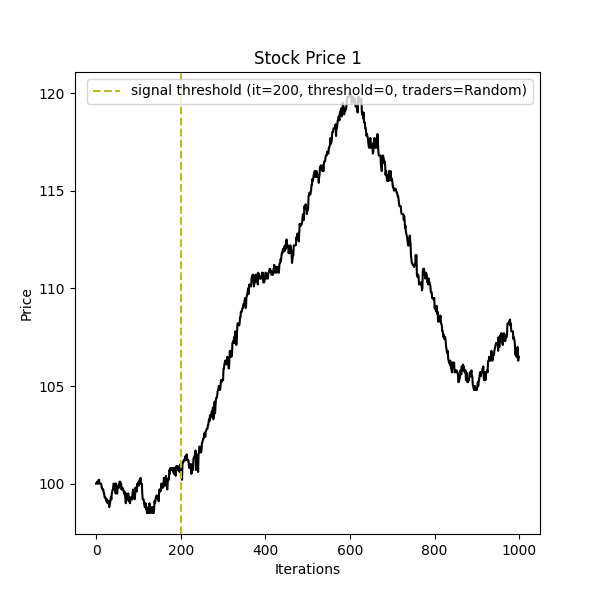 Stock Price 1
signal threshold (it=200, threshold=0, traders=Random)
120
115
110
105
100
Price
0 200 400 600 800 1000
Iterations